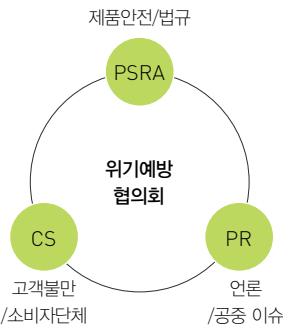 제품안전/법규
PSRA
위기예방
협의회
CS
PR
고객불만
/소비자단체
언론
/공중 이슈